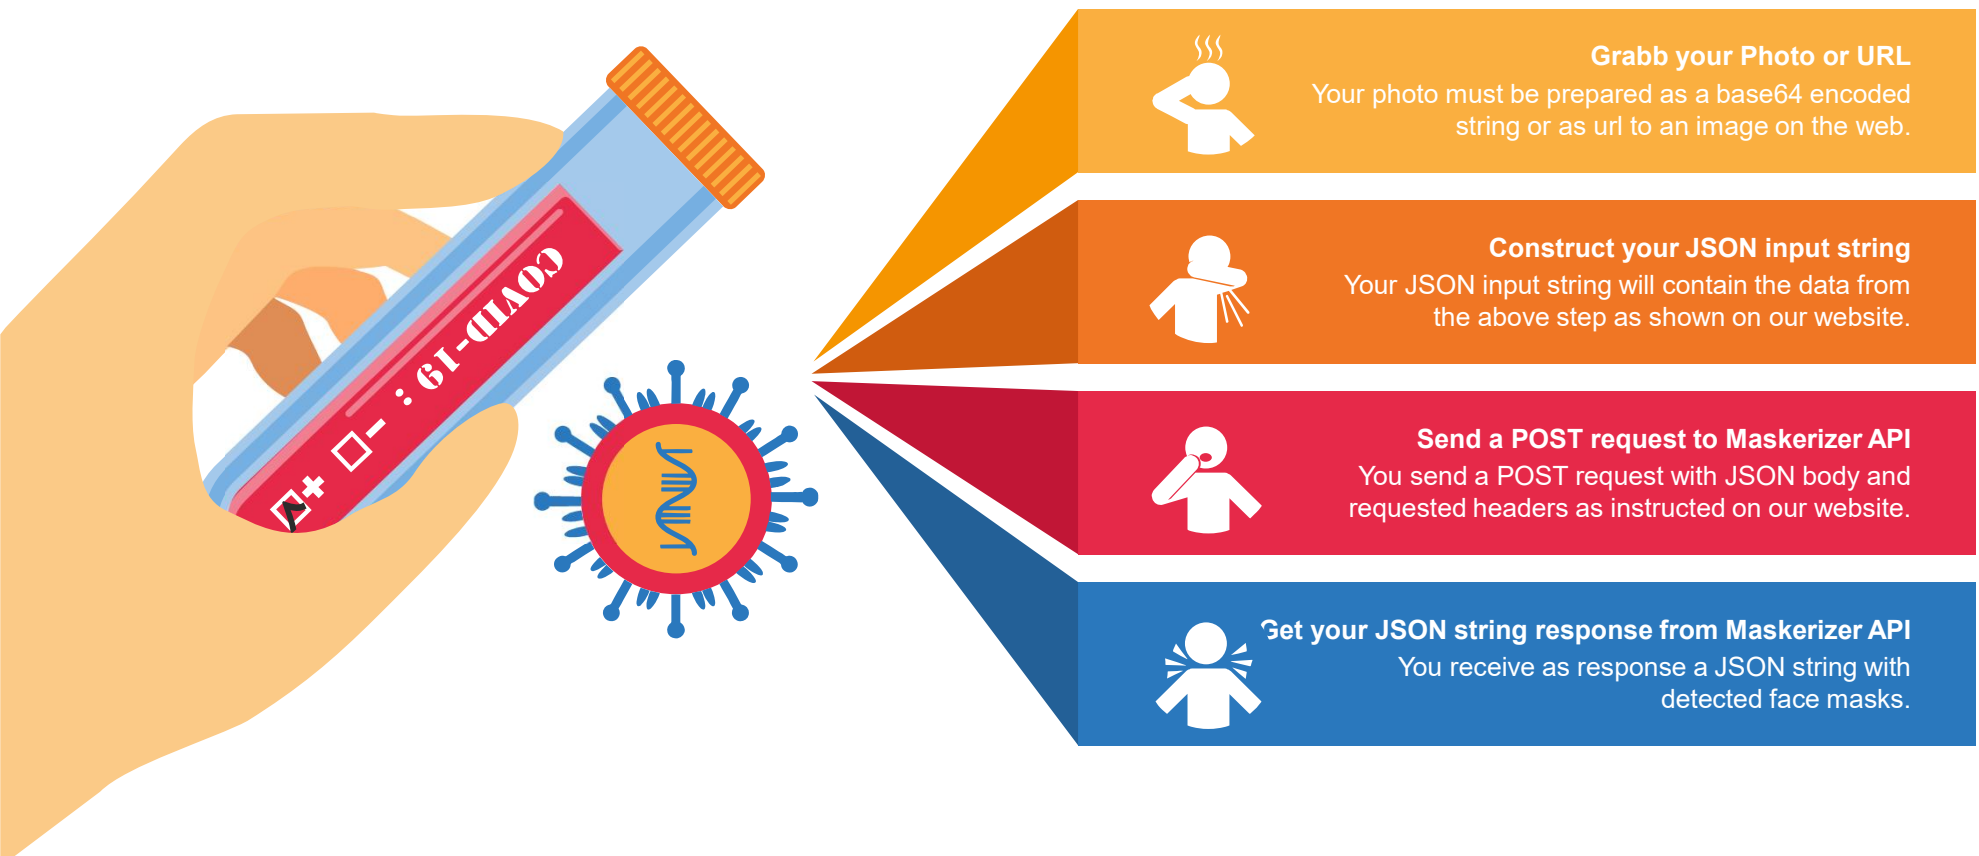 COVID-19 :
Grabb your Photo or URL
Your photo must be prepared as a base64 encoded
string or as url to an image on the web.
Construct your JSON input string
Your JSON input string will contain the data from
the above step as shown on our website.
Send a POST request to Maskerizer API
You send a POST request with JSON body and
requested headers as instructed on our website.
Get your JSON string response from Maskerizer API
You receive as response a JSON string with
detected face masks.